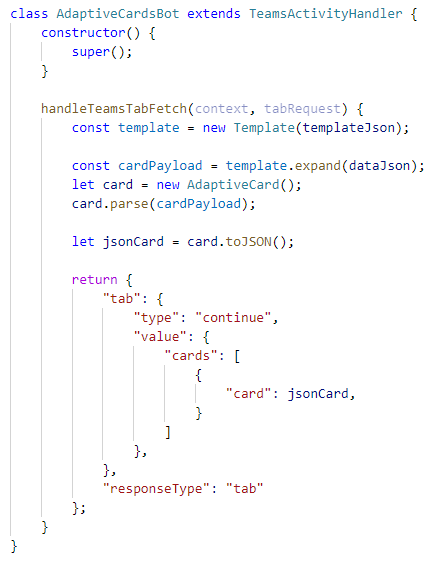 class AdaptiveCardsBot extends TeamsActivityHandler {
    constructor() {
        super();
    }

    handleTeamsTabFetch(context, tabRequest) {
        const template = new Template(templateJson);

        const cardPayload = template.expand(dataJson);
        let card = new AdaptiveCard();
        card.parse(cardPayload);

        let jsonCard = card.toJSON();

        return {
            "tab": {
                "type": "continue",
                "value": {
                    "cards": [
                        {
                            "card": jsonCard,
                        }
                    ]
                },
            },
            "responseType": "tab"
        };
    }
}